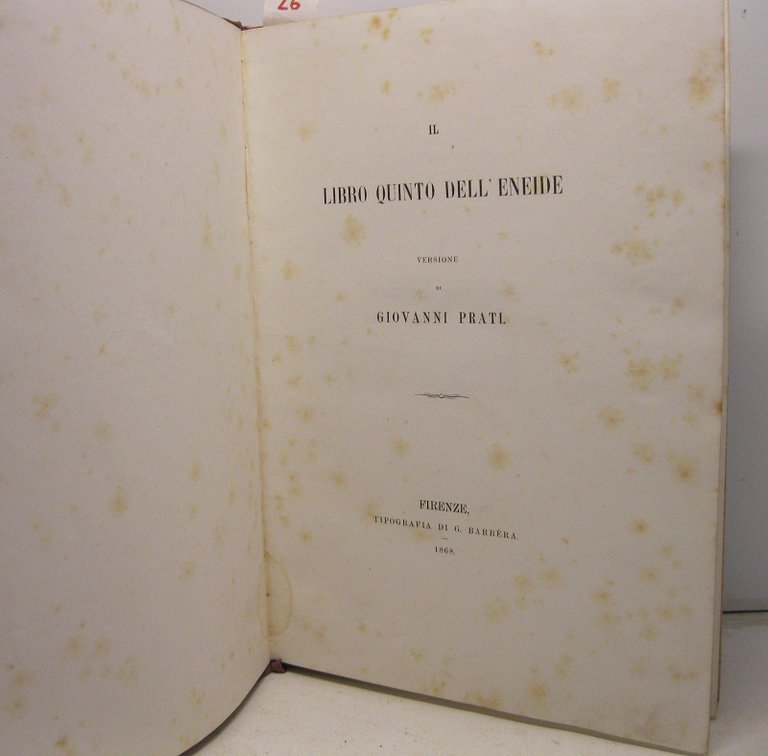 26
IL
LIBRO QUINTO DELL' ENEIDE
VERSIONE
DI
GIOVANNI PRATI.
FIRENZE,
TIPOGRAFIA DI G. BARBÈRA.
1868.